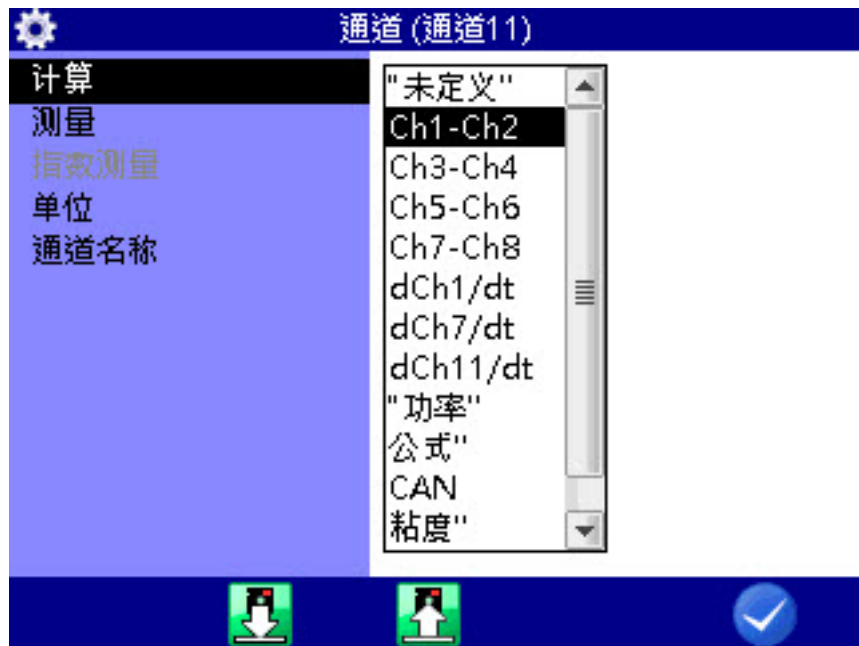 通道 (通道11)
计算
测量
指数测量
单位
通道名称
"未定义"
Ch1-Ch2
Ch3-Ch4
Ch5-Ch6
Ch7-Ch8
dCh1/dt
dCh7/dt
dCh11/dt
"功率"
公式"
CAN
粘度"